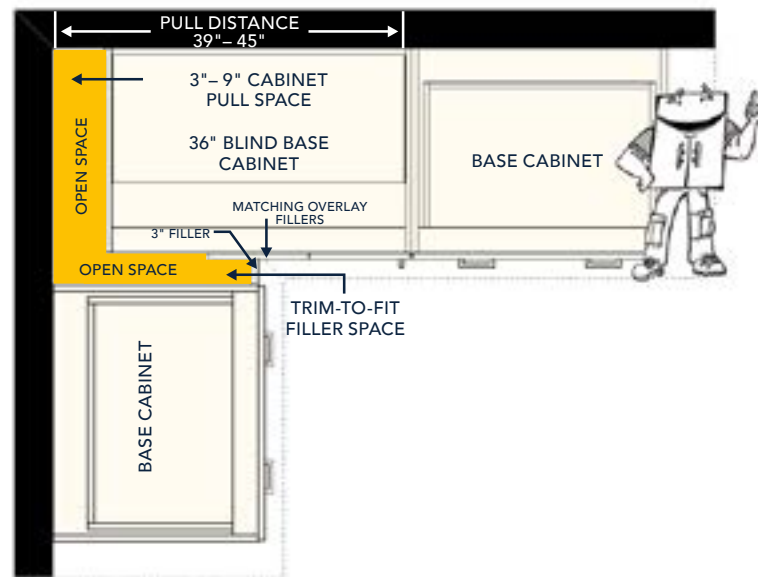 PULL DISTANCE
39"– 45"
3"– 9" CABINET
PULL SPACE
36" BLIND BASE
CABINET
OPEN SPACE
BASE CABINET
MATCHING OVERLAY
FILLERS
3" FILLER
OPEN SPACE
TRIM-TO-FIT
FILLER SPACE
BASE CABINET